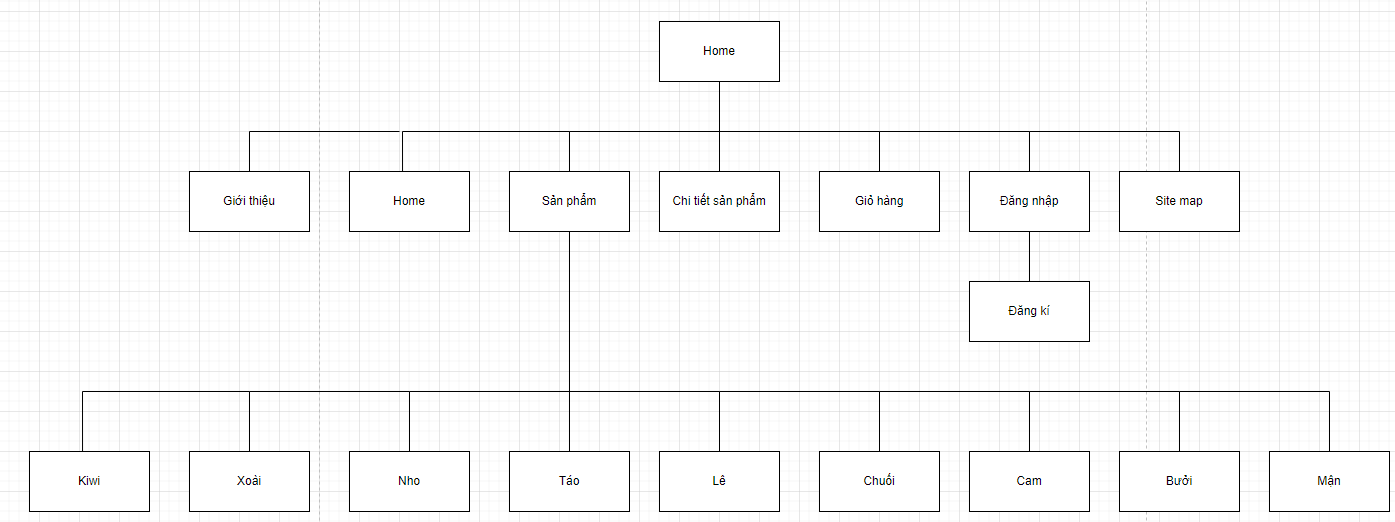 Home
Giới thiệu
Home
Sản phẩm
Chi tiết sản phẩm
Giỏ hàng
Đăng nhập
Site map
Đăng kí
Kiwi
Xoài
Nho
Táo
Lê
Chuối
Cam
Bưởi
Mận